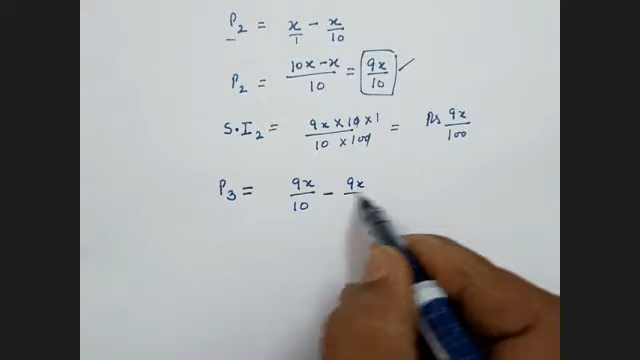 P₂ = x/1 - x/10
P₂ = 10x-x/10 = 9x/10 ✓
S.I₂ = 9x×10×1/10×100 = Rs 9x/100
P₃ = 9x/10 - 9x